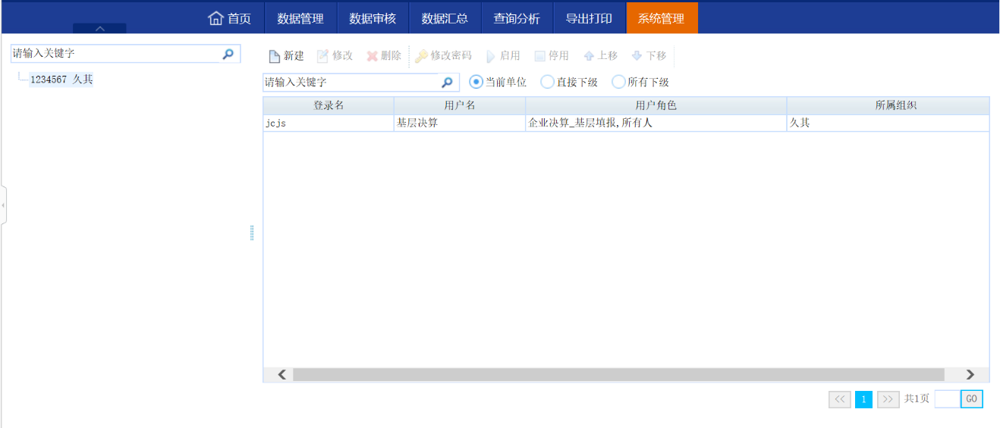 首页 数据管理 数据审核 数据汇总 查询分析 导出打印 系统管理
请输入关键字
1234567 久其
新建 修改 删除 修改密码 启用 停用 上移 下移
请输入关键字 当前单位 直接下级 所有下级
登录名 用户名 用户角色 所属组织
jcjs 基层决算 企业决算_基层填报,所有人 久其
<< 1 >> 共1页 GO